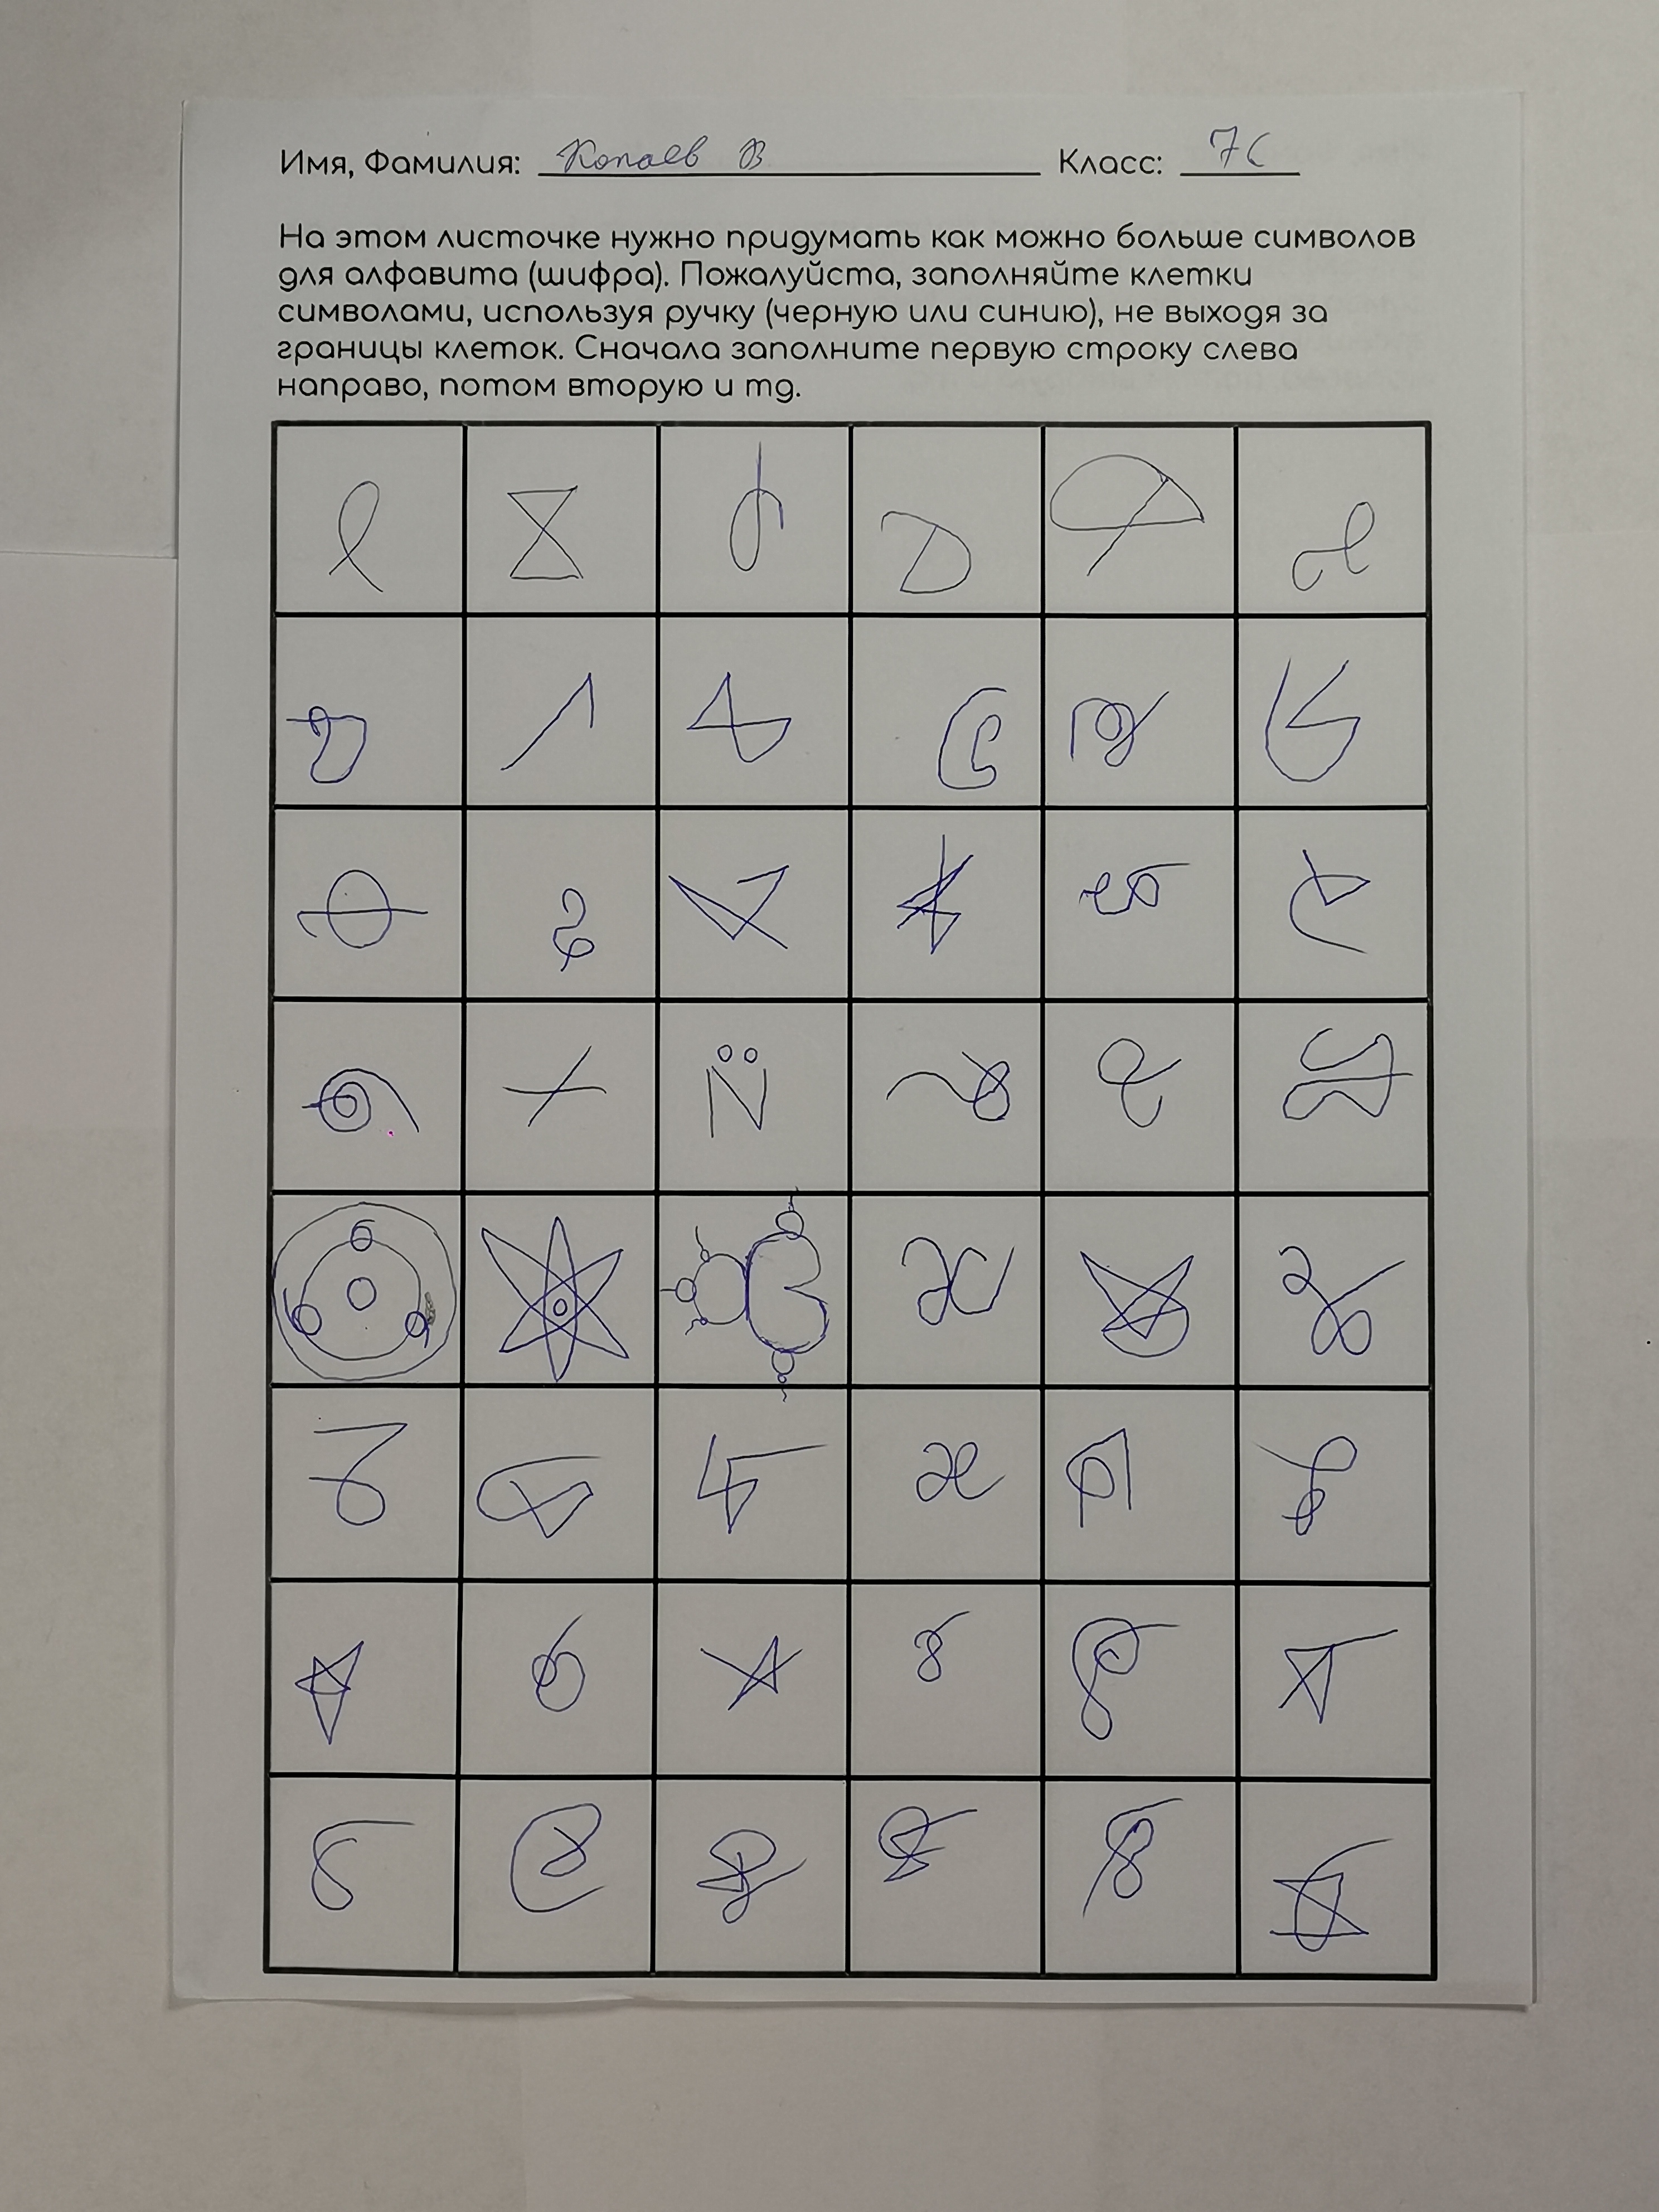 Имя, Фамилия: Копаев В Класс: 7С
На этом листочке нужно придумать как можно больше символов
для алфавита (шифра). Пожалуйста, заполняйте клетки
символами, используя ручку (черную или синию), не выходя за
границы клеток. Сначала заполните первую строку слева
направо, потом вторую и тд.